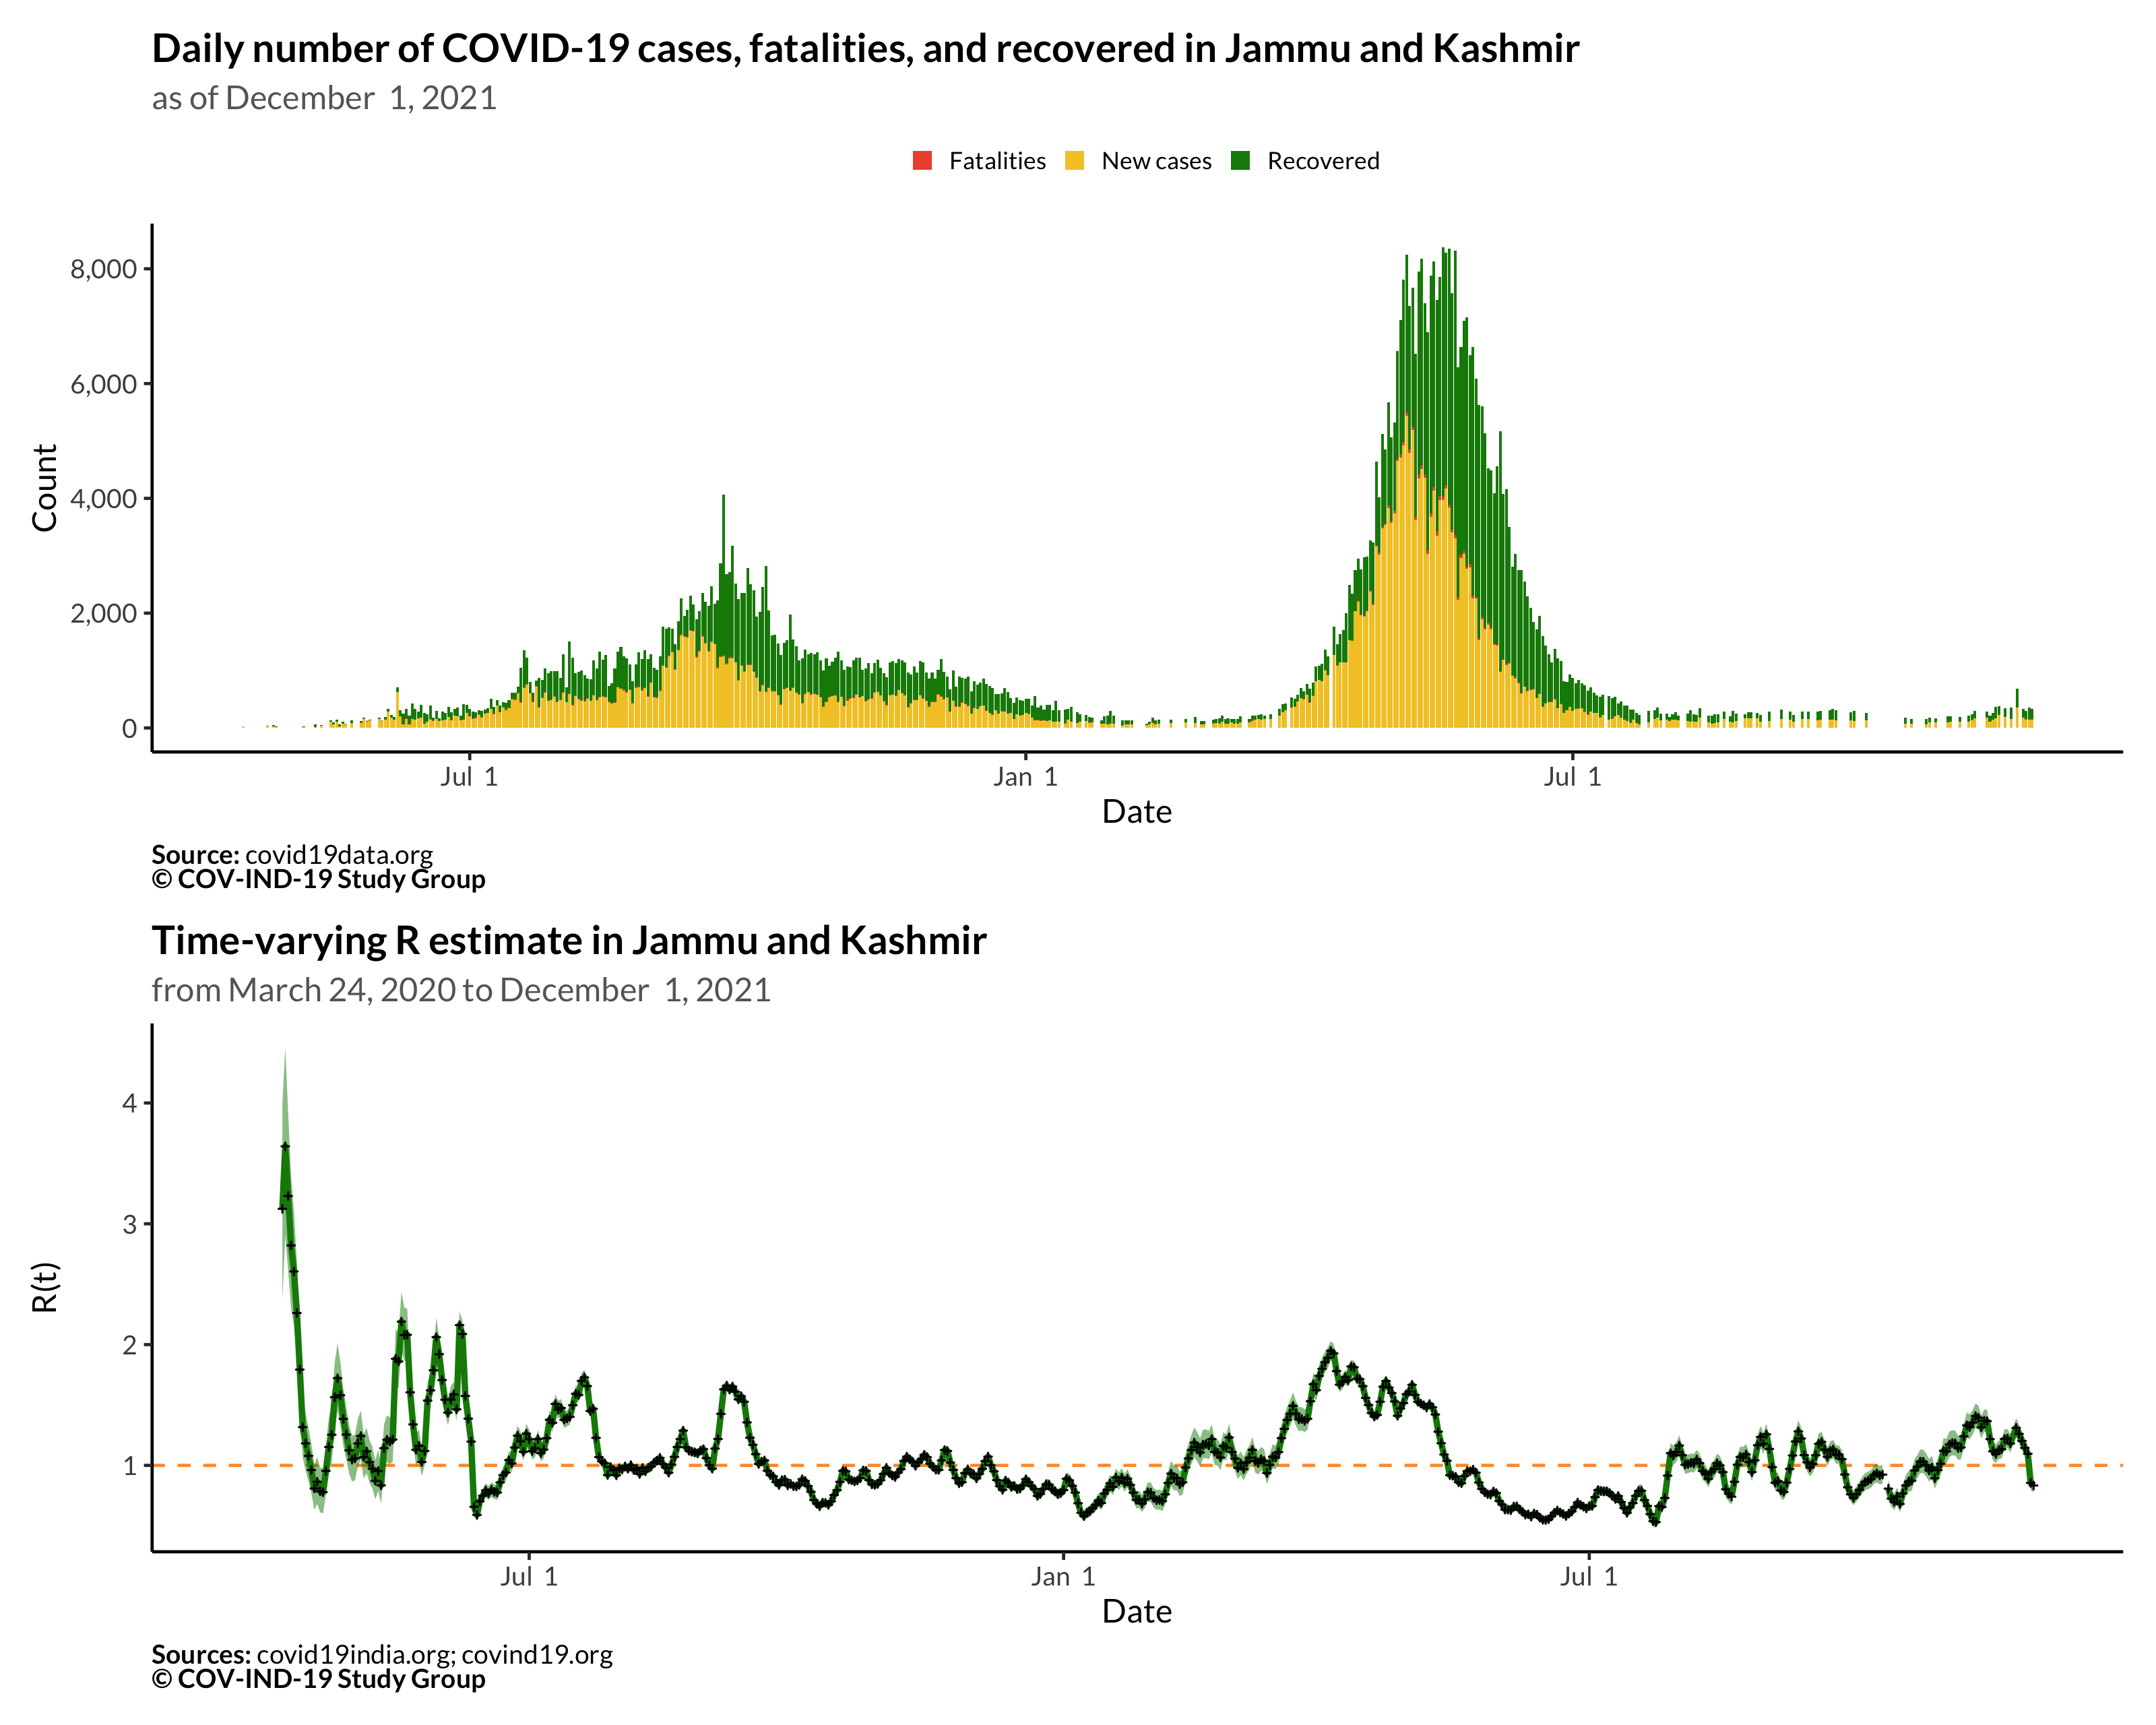 Daily number of COVID-19 cases, fatalities, and recovered in Jammu and Kashmir
as of December  1, 2021
Fatalities New cases Recovered
8,000
6,000
4,000
2,000
0
Count
Jul  1 Jan  1 Jul  1
Date
Source: covid19data.org
© COV-IND-19 Study Group
Time-varying R estimate in Jammu and Kashmir
from March 24, 2020 to December  1, 2021
4
3
2
1
R(t)
Jul  1 Jan  1 Jul  1
Date
Sources: covid19india.org; covind19.org
© COV-IND-19 Study Group